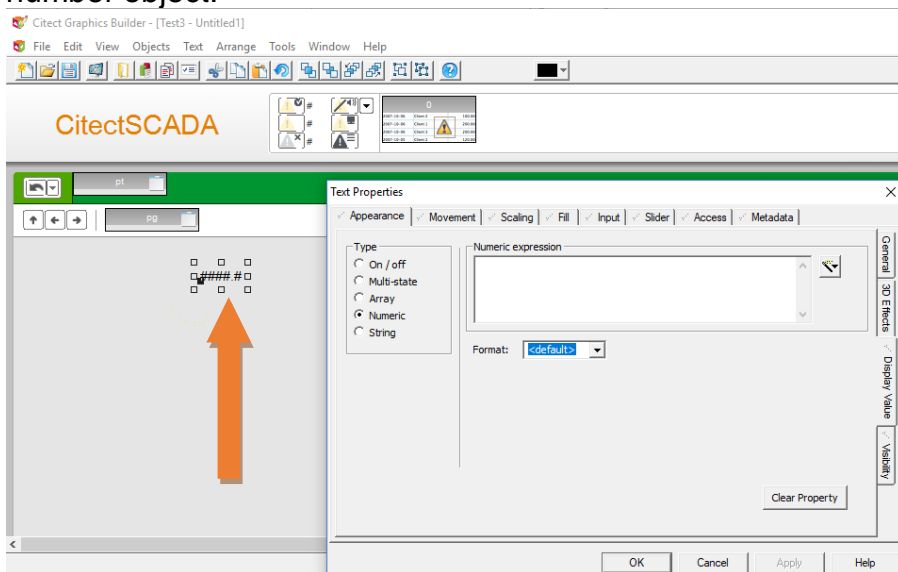 number object.
Citect Graphics Builder - [Test3 - Untitled1]
File Edit View Objects Text Arrange Tools Window Help
CitectSCADA
#
#
#
0
pt
pg
####.#
Text Properties
Appearance Movement Scaling Fill Input Slider Access Metadata
Type
On / off
Multi-state
Array
Numeric
String
Numeric expression
Format: <default>
Clear Property
General
3D Effects
Display Value
Visibility
OK Cancel Apply Help